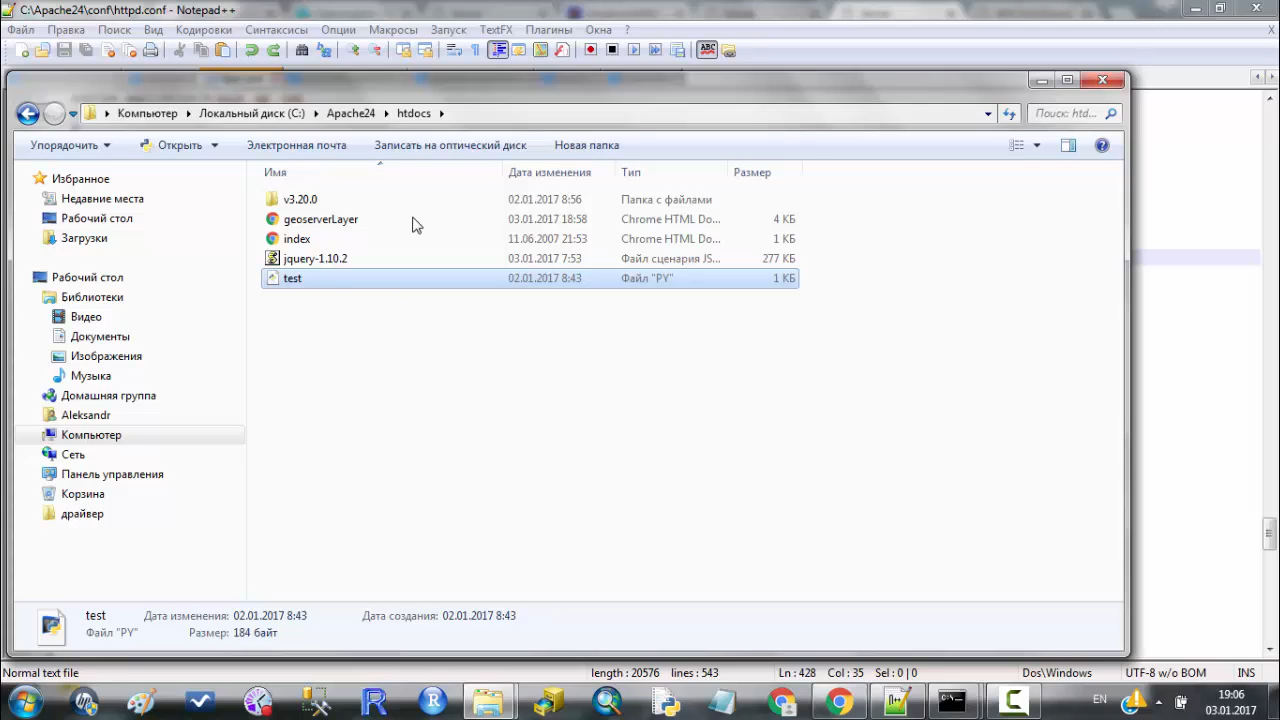 C:\Apache24\conf\httpd.conf - Notepad++
Файл Правка Поиск Вид Кодировки Синтаксисы Опции Макросы Запуск TextFX Плагины Окна ? X
ABC
Компьютер Локальный диск (C:) Apache24 htdocs Поиск: htd...
Упорядочить Открыть Электронная почта Записать на оптический диск Новая папка
Имя Дата изменения Тип Размер
Избранное
Недавние места
Рабочий стол
Загрузки
Рабочий стол
Библиотеки
Видео
Документы
Изображения
Музыка
Домашняя группа
Aleksandr
Компьютер
Сеть
Панель управления
Корзина
драйвер
v3.20.0 02.01.2017 8:56 Папка с файлами
geoserverLayer 03.01.2017 18:58 Chrome HTML Do... 4 КБ
index 11.06.2007 21:53 Chrome HTML Do... 1 КБ
jquery-1.10.2 03.01.2017 7:53 Файл сценария JS... 277 КБ
test 02.01.2017 8:43 Файл "PY" 1 КБ
test Дата изменения: 02.01.2017 8:43 Дата создания: 02.01.2017 8:43
Файл "PY" Размер: 184 байт
Normal text file length : 20576 lines : 543 Ln : 428 Col : 35 Sel : 0 | 0 Dos\Windows UTF-8 w/o BOM INS
EN 19:06
03.01.2017